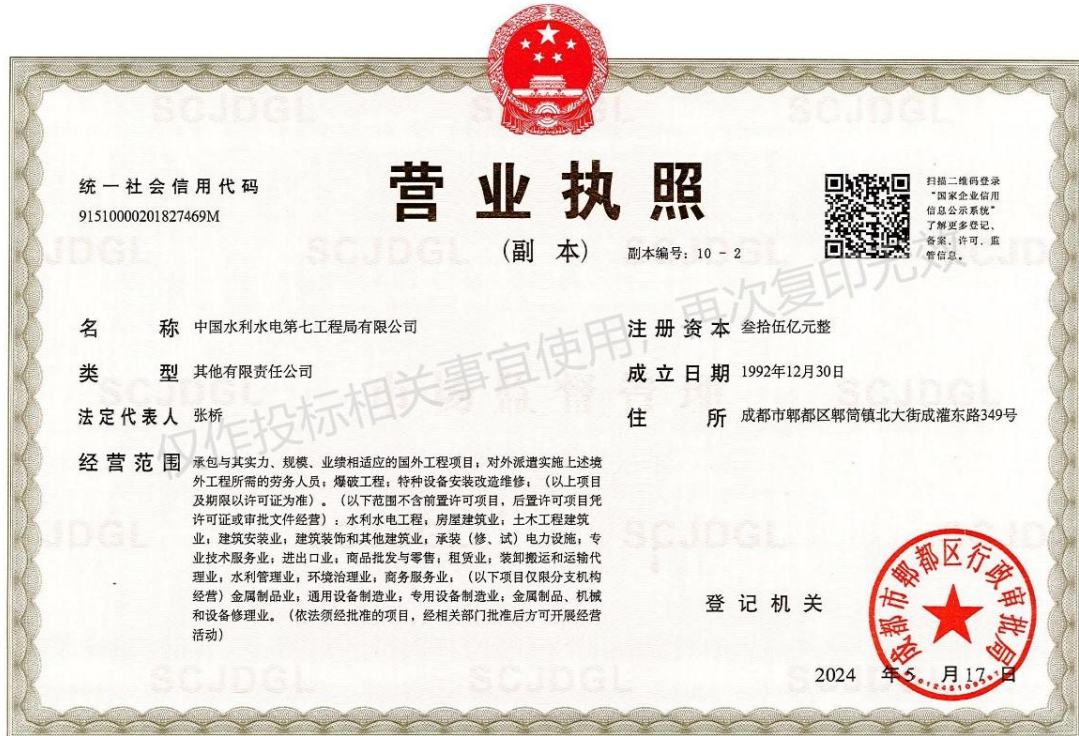 营业执照
（副 本）
副本编号：10 - 2
统一社会信用代码
91510000201827469M
扫描二维码登录
“国家企业信用
信息公示系统”
了解更多登记、
备案、许可、监
管信息。
名 称 中国水利水电第七工程局有限公司
类 型 其他有限责任公司
法定代表人 张桥
经营范围 承包与其实力、规模、业绩相适应的国外工程项目；对外派遣实施上述境
外工程所需的劳务人员；爆破工程；特种设备安装改造维修；（以上项目
及期限以许可证为准）。（以下范围不含前置许可项目，后置许可项目凭
许可证或审批文件经营）：水利水电工程；房屋建筑业；土木工程建筑
业；建筑安装业；建筑装饰和其他建筑业；承装（修、试）电力设施；专
业技术服务业；进出口业；商品批发与零售；租赁业；装卸搬运和运输代
理业；水利管理业；环境治理业；商务服务业；（以下项目仅限分支机构
经营）金属制品业；通用设备制造业；专用设备制造业；金属制品、机械
和设备修理业。（依法须经批准的项目，经相关部门批准后方可开展经营
活动）
注册资本 叁拾伍亿元整
成立日期 1992年12月30日
住 所 成都市郫都区郫筒镇北大街成灌东路349号
登记机关
成都市郫都区行政审批局
2024 年5 月17 日
仅作投标相关事宜使用，再次复印无效
SCJDGL